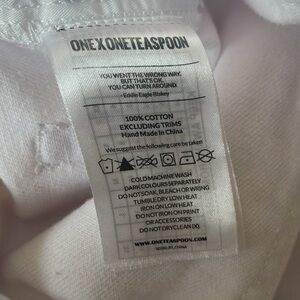 ONEXONETEASPOON
YOU WENT THE WRONG WAY.
BUT THAT'S OK.
YOU CAN TURN AROUND.
- Eddie Eagle Blakey
100% COTTON
EXCLUDING TRIMS
Hand Made In China
We suggest the following care be taken
COLD MACHINE WASH
DARK COLOURS SEPARATELY
DO NOT SOAK, BLEACH OR WRING
TUMBLE DRY LOW HEAT
IRON ON LOW HEAT
DO NOT IRON ON PRINT
OR ACCESSORIES
DO NOT DRY CLEAN (X)
WWW.ONETEASPOON.COM